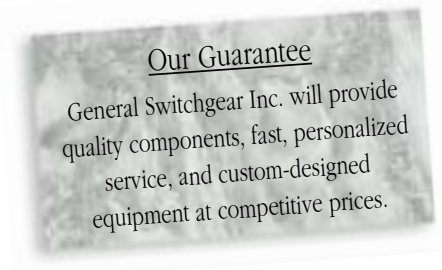 Our Guarantee
General Switchgear Inc. will provide
quality components, fast, personalized
service, and custom-designed
equipment at competitive prices.